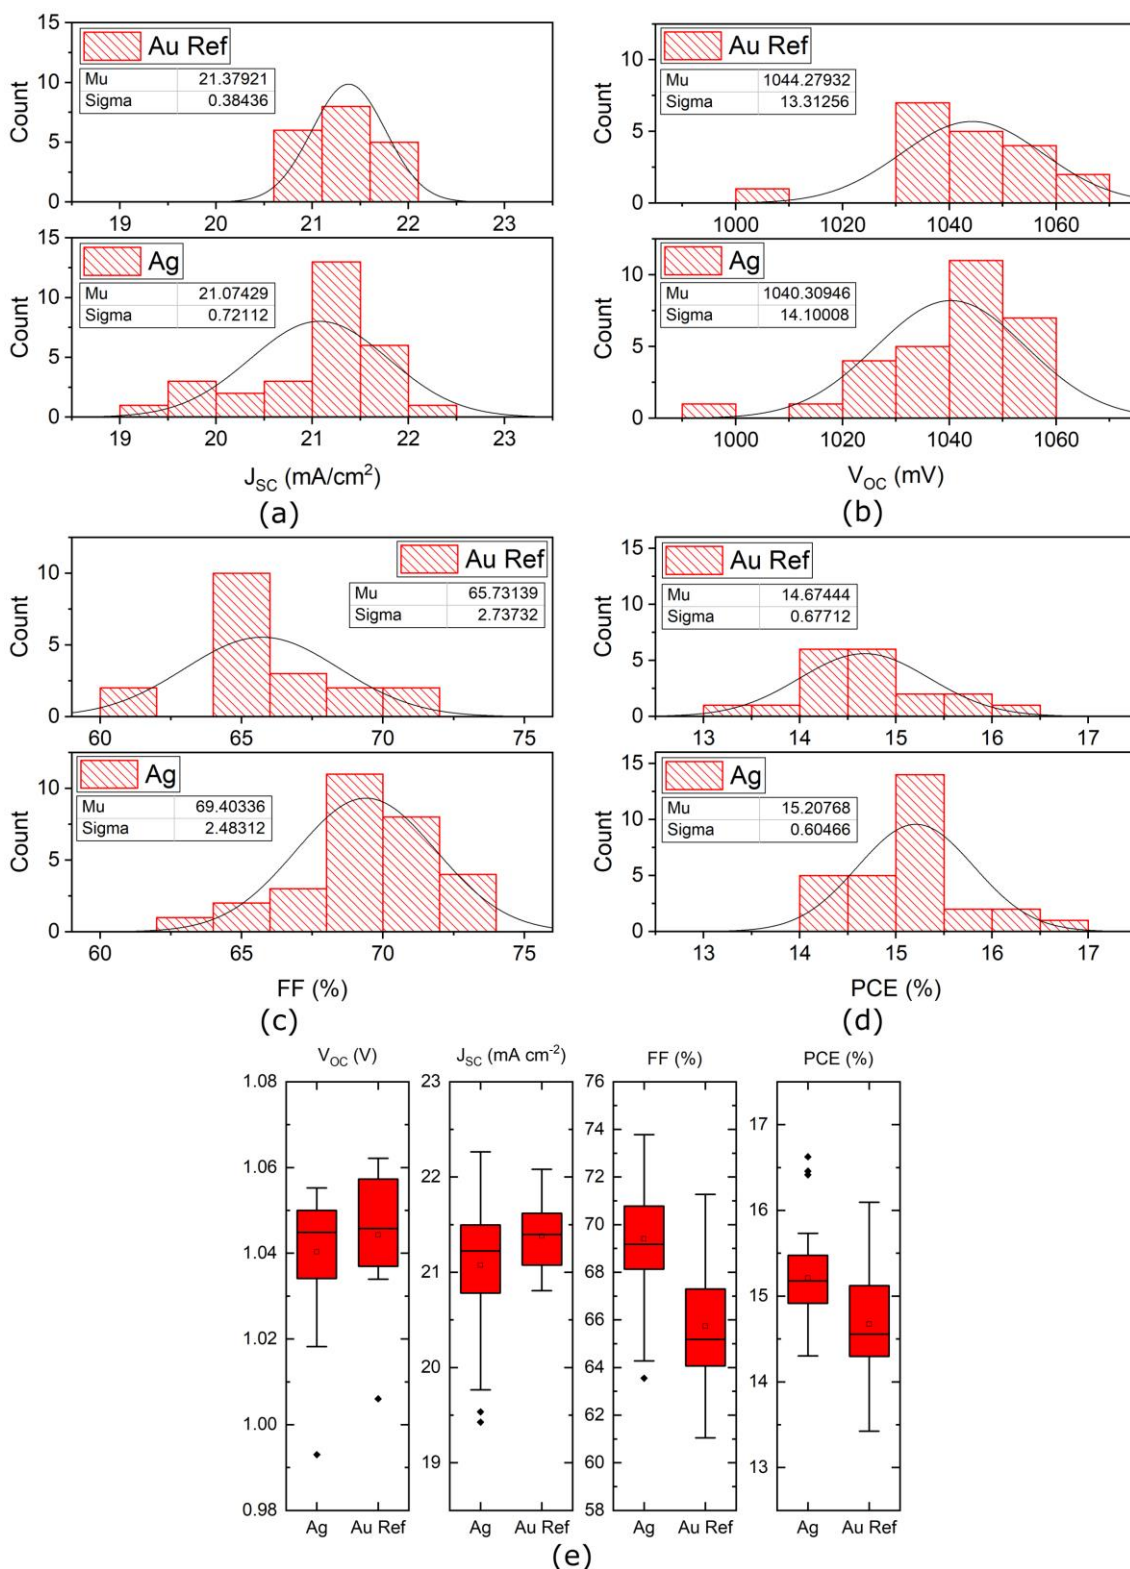 15
10
5
0
Count
Au Ref
Mu 21.37921
Sigma 0.38436
19 20 21 22 23
15
10
5
0
Count
Ag
Mu 21.07429
Sigma 0.72112
19 20 21 22 23
J_SC (mA/cm²)
(a)
10
5
0
Count
Au Ref
Mu 1044.27932
Sigma 13.31256
1000 1020 1040 1060
10
5
0
Count
Ag
Mu 1040.30946
Sigma 14.10008
1000 1020 1040 1060
V_OC (mV)
(b)
10
5
0
Count
Au Ref
Mu 65.73139
Sigma 2.73732
60 65 70 75
10
5
0
Count
Ag
Mu 69.40336
Sigma 2.48312
60 65 70 75
FF (%)
(c)
15
10
5
0
Count
Au Ref
Mu 14.67444
Sigma 0.67712
13 14 15 16 17
15
10
5
0
Count
Ag
Mu 15.20768
Sigma 0.60466
13 14 15 16 17
PCE (%)
(d)
V_OC (V)
1.08
1.06
1.04
1.02
1.00
0.98
Ag Au Ref
J_SC (mA cm⁻²)
23
22
21
20
19
Ag Au Ref
FF (%)
76
74
72
70
68
66
64
62
60
58
Ag Au Ref
PCE (%)
17
16
15
14
13
Ag Au Ref
(e)